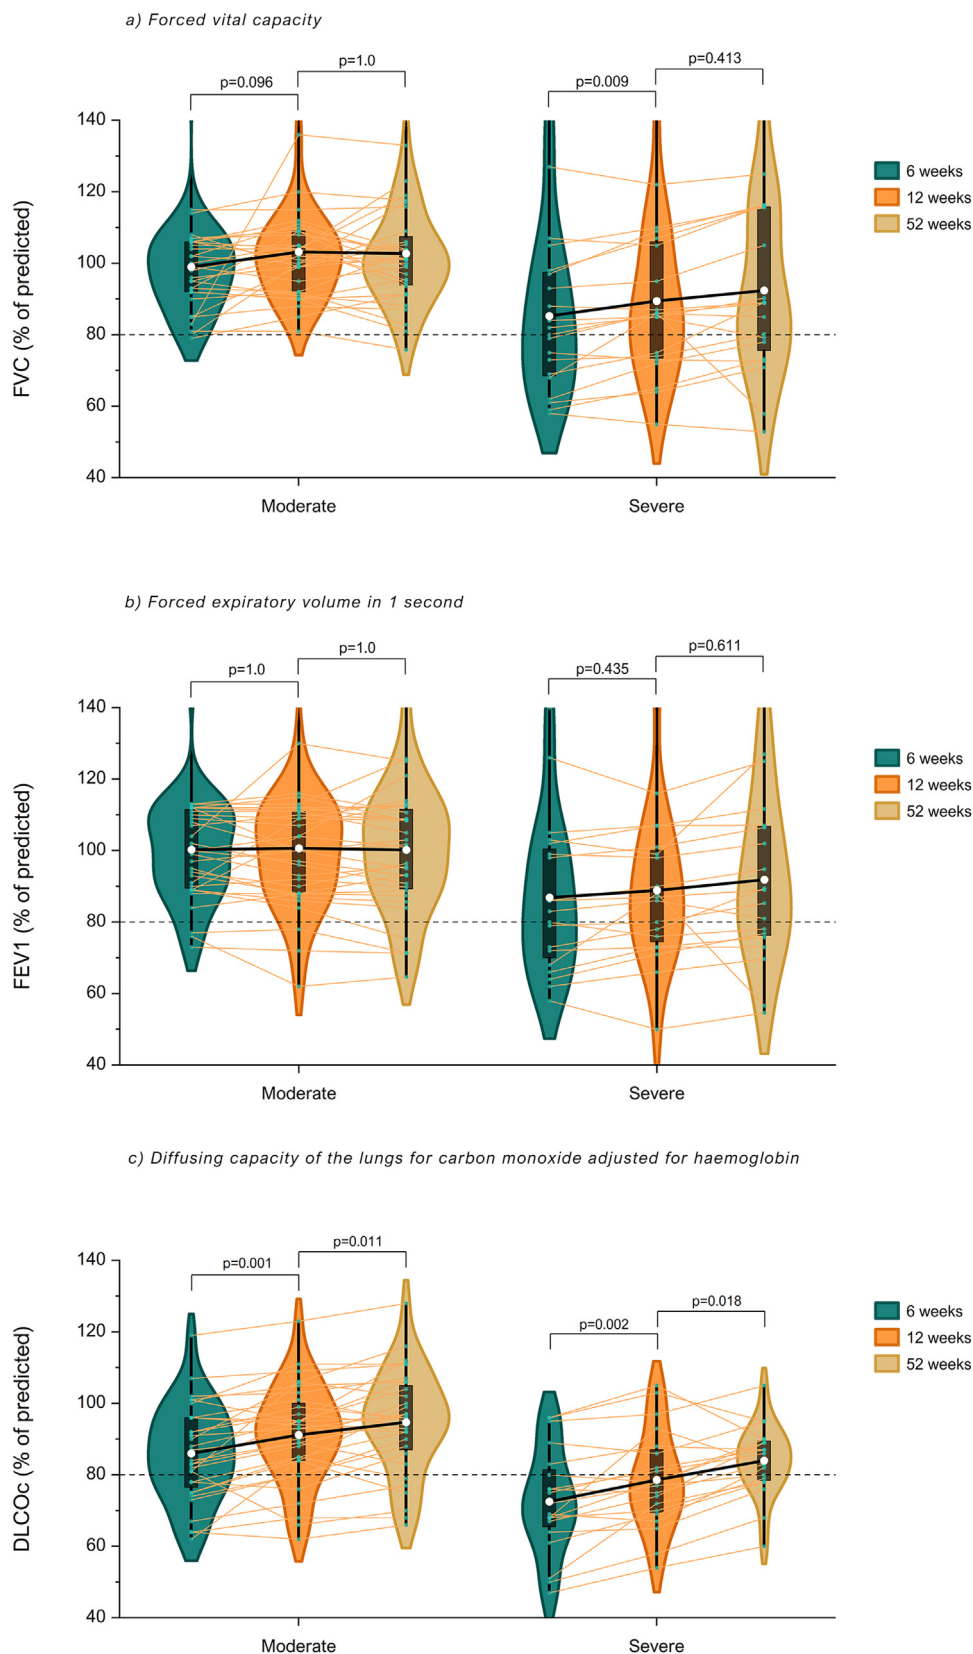 a) Forced vital capacity
p=0.096
p=1.0
p=0.009
p=0.413
140
120
100
80
60
40
FVC (% of predicted)
Moderate
Severe
6 weeks
12 weeks
52 weeks
b) Forced expiratory volume in 1 second
p=1.0
p=1.0
p=0.435
p=0.611
140
120
100
80
60
40
FEV1 (% of predicted)
Moderate
Severe
6 weeks
12 weeks
52 weeks
c) Diffusing capacity of the lungs for carbon monoxide adjusted for haemoglobin
p=0.001
p=0.011
p=0.002
p=0.018
140
120
100
80
60
40
DLCOc (% of predicted)
Moderate
Severe
6 weeks
12 weeks
52 weeks